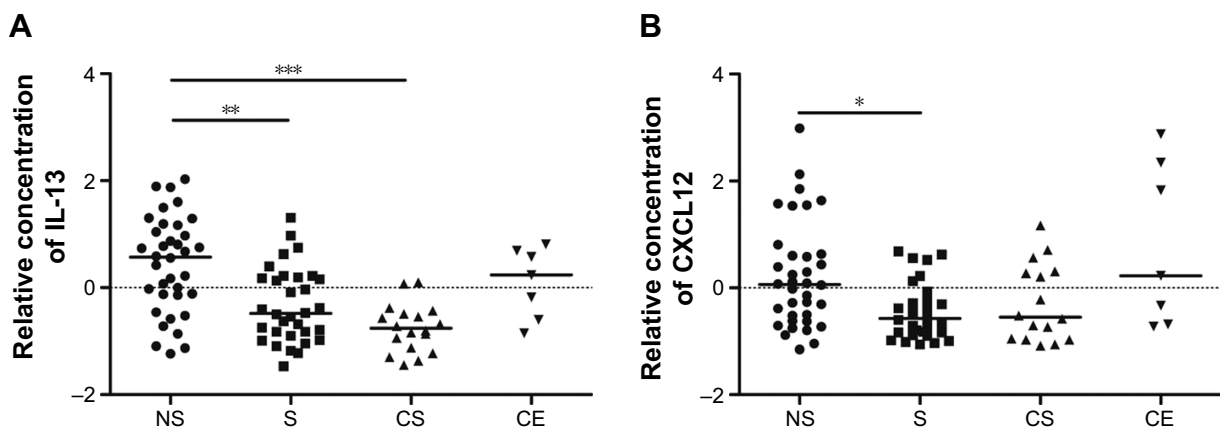 A
Relative concentration
of IL-13
4
2
0
–2
***
**
NS S CS CE
B
Relative concentration
of CXCL12
4
2
0
–2
*
NS S CS CE